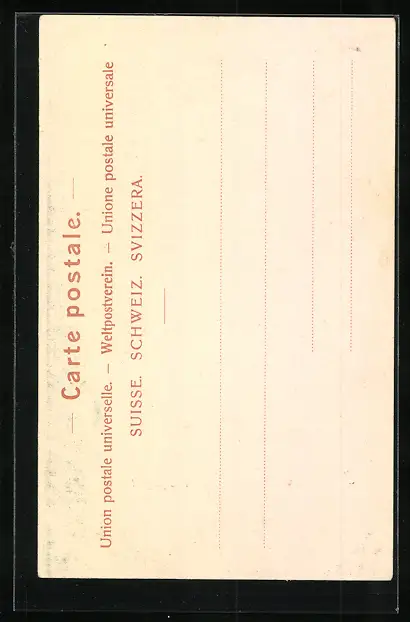 — Carte postale. —
Union postale universelle. — Weltpostverein. — Unione postale universale
SUISSE. SCHWEIZ. SVIZZERA.